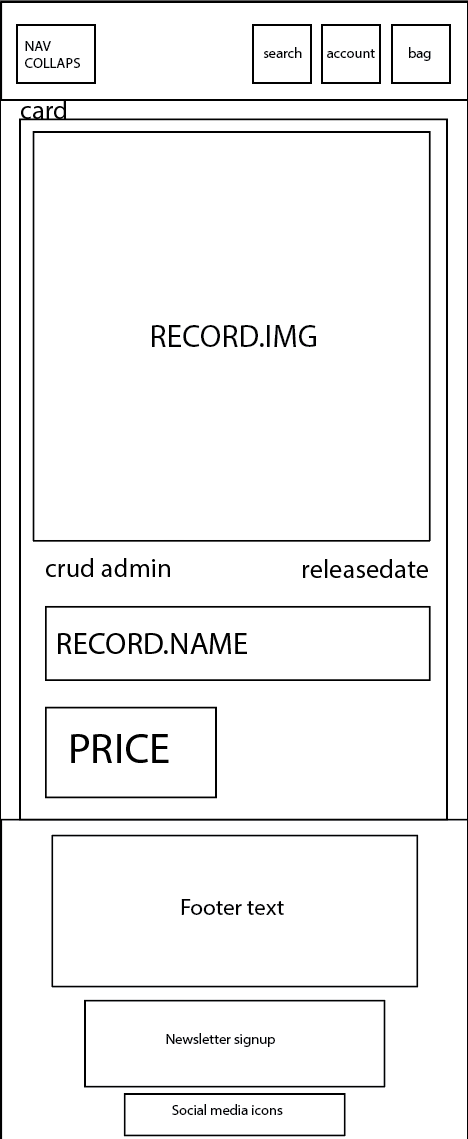 NAV
COLLAPS
search
account
bag
card
RECORD.IMG
crud admin
releasedate
RECORD.NAME
PRICE
Footer text
Newsletter signup
Social media icons